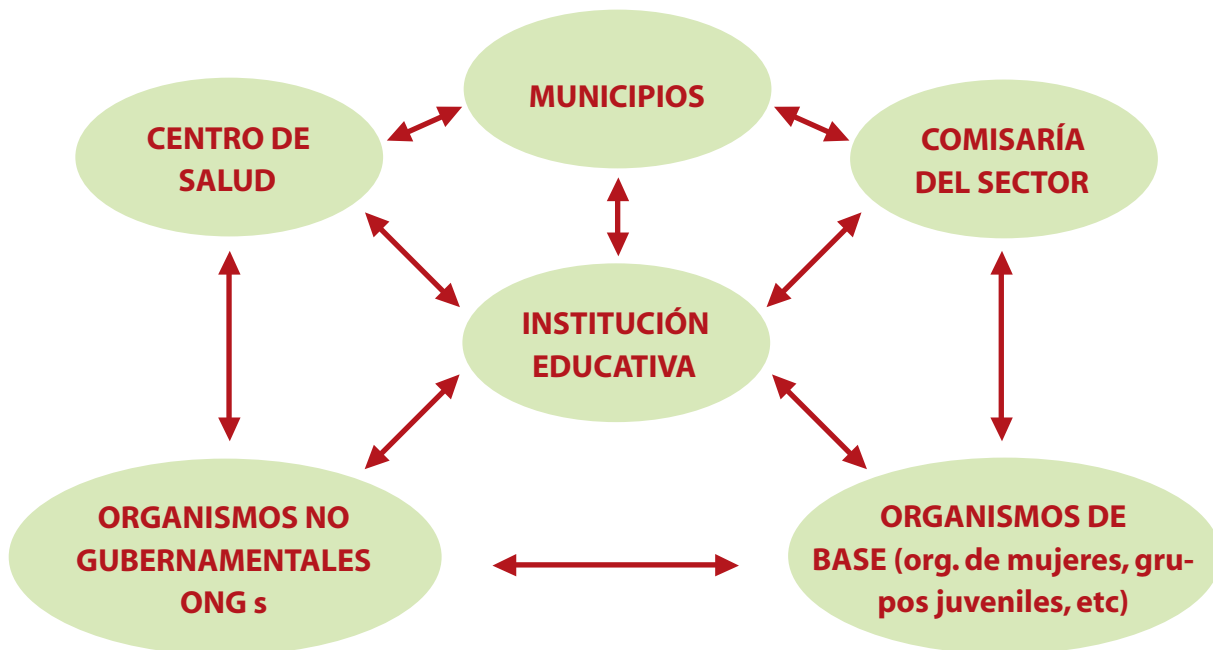 MUNICIPIOS
CENTRO DE
SALUD
COMISARÍA
DEL SECTOR
INSTITUCIÓN
EDUCATIVA
ORGANISMOS NO
GUBERNAMENTALES
ONG s
ORGANISMOS DE
BASE (org. de mujeres, gru-
pos juveniles, etc)